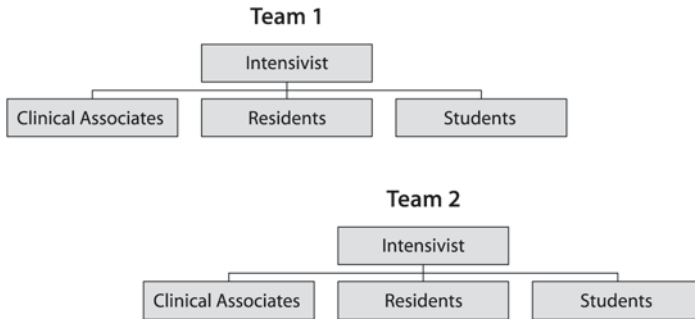 Team 1
Intensivist
Clinical Associates Residents Students
Team 2
Intensivist
Clinical Associates Residents Students